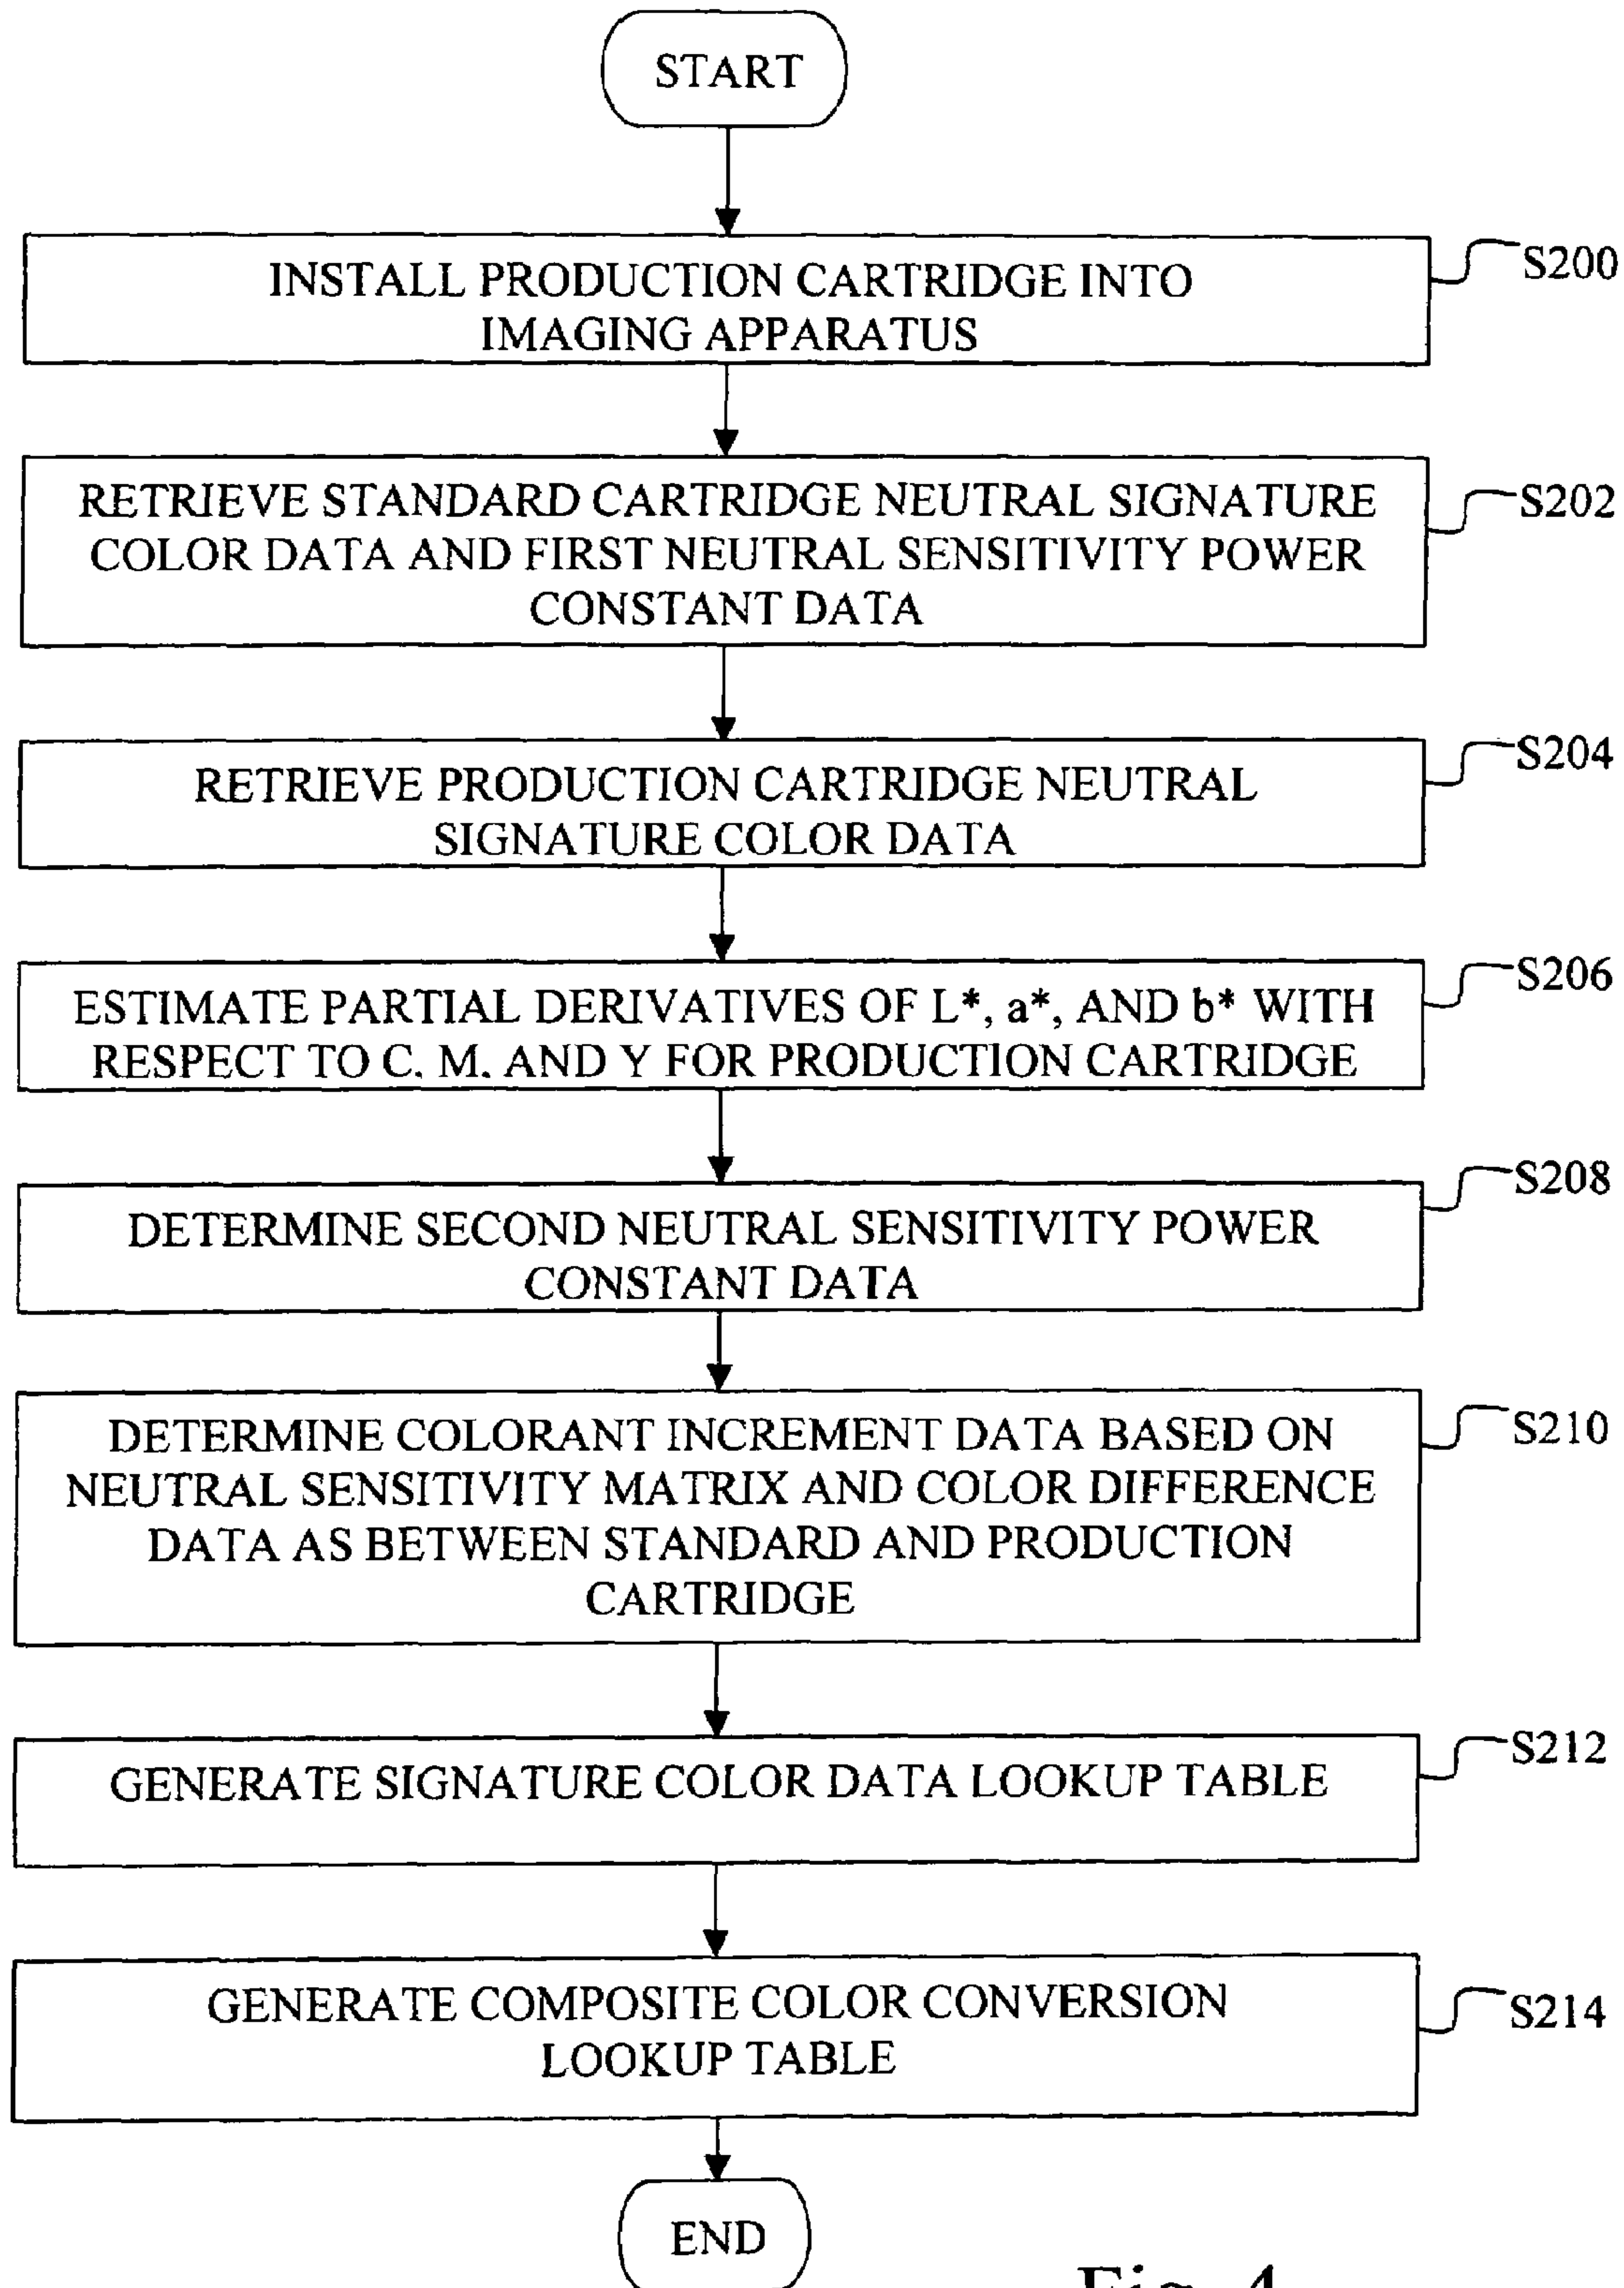 START
INSTALL PRODUCTION CARTRIDGE INTO
IMAGING APPARATUS
S200
RETRIEVE STANDARD CARTRIDGE NEUTRAL SIGNATURE
COLOR DATA AND FIRST NEUTRAL SENSITIVITY POWER
CONSTANT DATA
S202
RETRIEVE PRODUCTION CARTRIDGE NEUTRAL
SIGNATURE COLOR DATA
S204
ESTIMATE PARTIAL DERIVATIVES OF L*, a*, AND b* WITH
RESPECT TO C. M. AND Y FOR PRODUCTION CARTRIDGE
S206
DETERMINE SECOND NEUTRAL SENSITIVITY POWER
CONSTANT DATA
S208
DETERMINE COLORANT INCREMENT DATA BASED ON
NEUTRAL SENSITIVITY MATRIX AND COLOR DIFFERENCE
DATA AS BETWEEN STANDARD AND PRODUCTION
CARTRIDGE
S210
GENERATE SIGNATURE COLOR DATA LOOKUP TABLE
S212
GENERATE COMPOSITE COLOR CONVERSION
LOOKUP TABLE
S214
END
Fig. 4